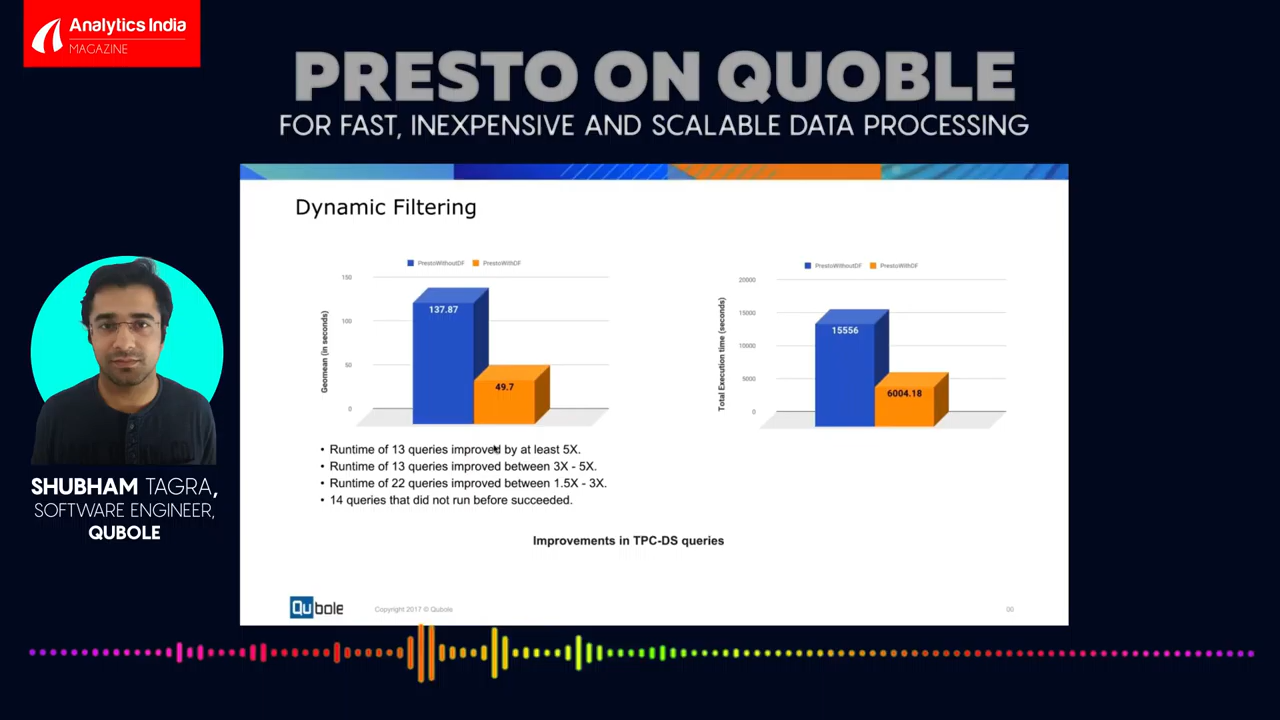 Analytics India
MAGAZINE
PRESTO ON QUOBLE
FOR FAST, INEXPENSIVE AND SCALABLE DATA PROCESSING
Dynamic Filtering
PrestoWithoutDF PrestoWithDF
Geomean (in seconds)
150
100
50
0
137.87
49.7
PrestoWithoutDF PrestoWithDF
Total Execution time (seconds)
20000
15000
10000
5000
0
15556
6004.18
• Runtime of 13 queries improved by at least 5X.
• Runtime of 13 queries improved between 3X - 5X.
• Runtime of 22 queries improved between 1.5X - 3X.
• 14 queries that did not run before succeeded.
Improvements in TPC-DS queries
Qubole
Copyright 2017 © Qubole
00
SHUBHAM TAGRA,
SOFTWARE ENGINEER,
QUBOLE